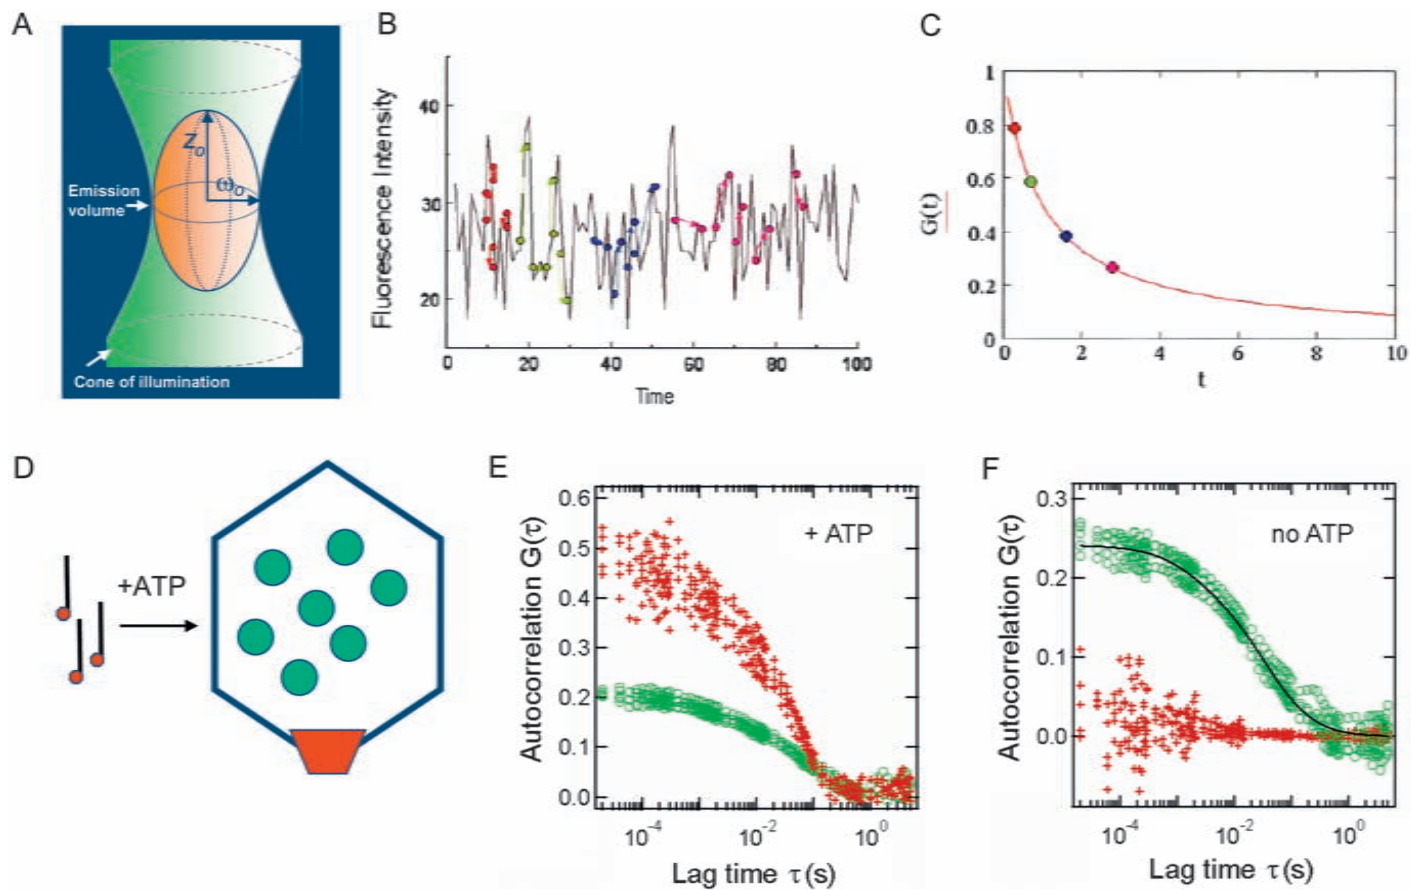 A
Z₀
ω₀
Emission
volume
Cone of illumination
B
Fluorescence Intensity
40
30
20
0
20
40
60
80
100
Time
C
G(t)
1
0.8
0.6
0.4
0.2
0
0
2
4
6
8
10
t
D
+ATP
E
Autocorrelation G(τ)
0.6
0.5
0.4
0.3
0.2
0.1
0.0
+ ATP
10⁻⁴
10⁻²
10⁰
Lag time τ(s)
F
Autocorrelation G(τ)
0.3
0.2
0.1
0.0
no ATP
10⁻⁴
10⁻²
10⁰
Lag time τ(s)